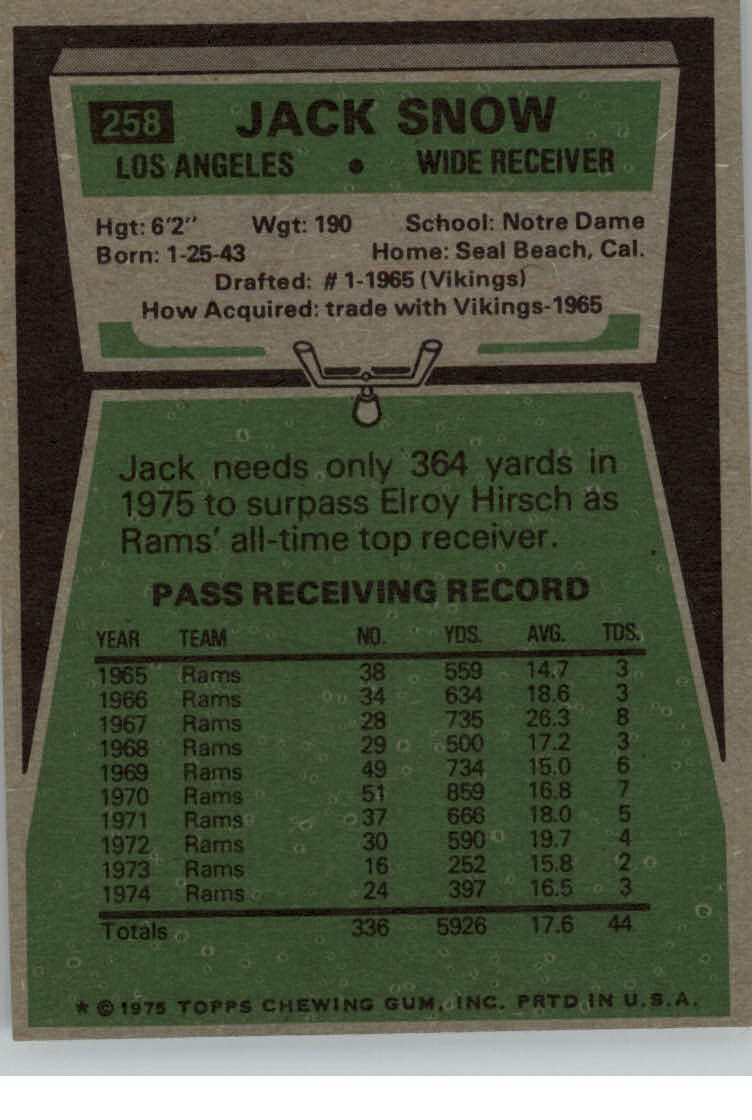 258 JACK SNOW
LOS ANGELES • WIDE RECEIVER
Hgt: 6'2" Wgt: 190 School: Notre Dame
Born: 1-25-43 Home: Seal Beach, Cal.
Drafted: # 1-1965 (Vikings)
How Acquired: trade with Vikings-1965
Jack needs only 364 yards in
1975 to surpass Elroy Hirsch as
Rams' all-time top receiver.
PASS RECEIVING RECORD
YEAR TEAM NO. YDS. AVG. TDS.
1965 Rams 38 559 14.7 3
1966 Rams 34 634 18.6 3
1967 Rams 28 735 26.3 8
1968 Rams 29 500 17.2 3
1969 Rams 49 734 15.0 6
1970 Rams 51 859 16.8 7
1971 Rams 37 666 18.0 5
1972 Rams 30 590 19.7 4
1973 Rams 16 252 15.8 2
1974 Rams 24 397 16.5 3
Totals 336 5926 17.6 44
* © 1975 TOPPS CHEWING GUM, INC. PRTD IN U.S.A.